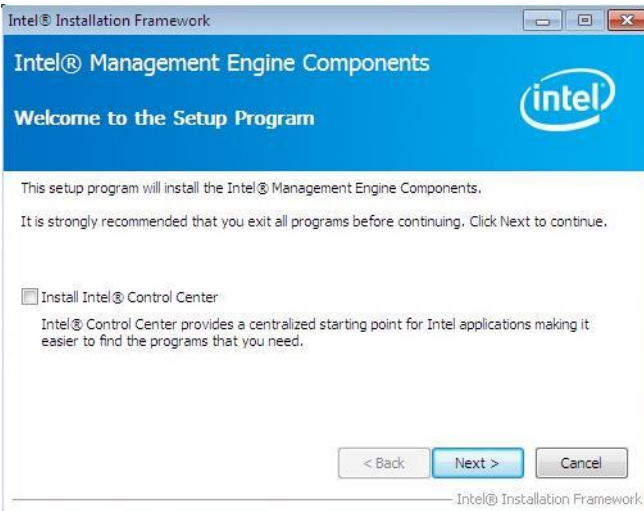 Intel® Installation Framework
Intel® Management Engine Components
Welcome to the Setup Program
intel
This setup program will install the Intel® Management Engine Components.
It is strongly recommended that you exit all programs before continuing. Click Next to continue.
Install Intel® Control Center
Intel® Control Center provides a centralized starting point for Intel applications making it
easier to find the programs that you need.
< Back Next > Cancel
Intel® Installation Framework